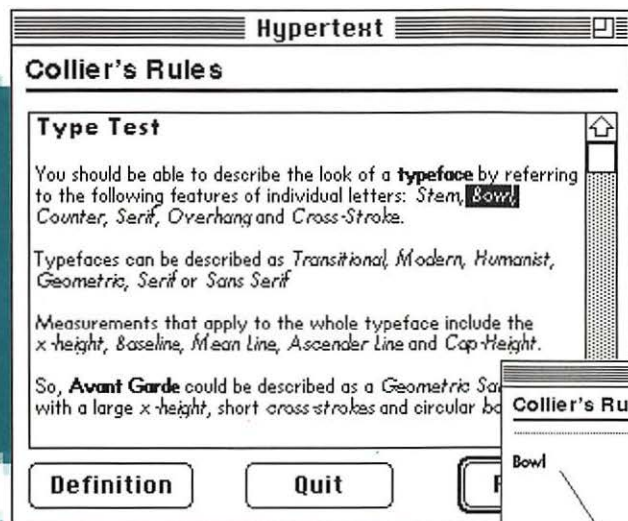 Hypertext
Collier's Rules
Type Test
You should be able to describe the look of a typeface by referring
to the following features of individual letters: Stem, Bowl,
Counter, Serif, Overhang and Cross-Stroke.
Typefaces can be described as Transitional, Modern, Humanist,
Geometric, Serif or Sans Serif
Measurements that apply to the whole typeface include the
x-height, Baseline, Mean Line, Ascender Line and Cap-Height.
So, Avant Garde could be described as a Geometric
with a large x-height, short cross-strokes and circular
Definition
Quit
Collier's
Bowl